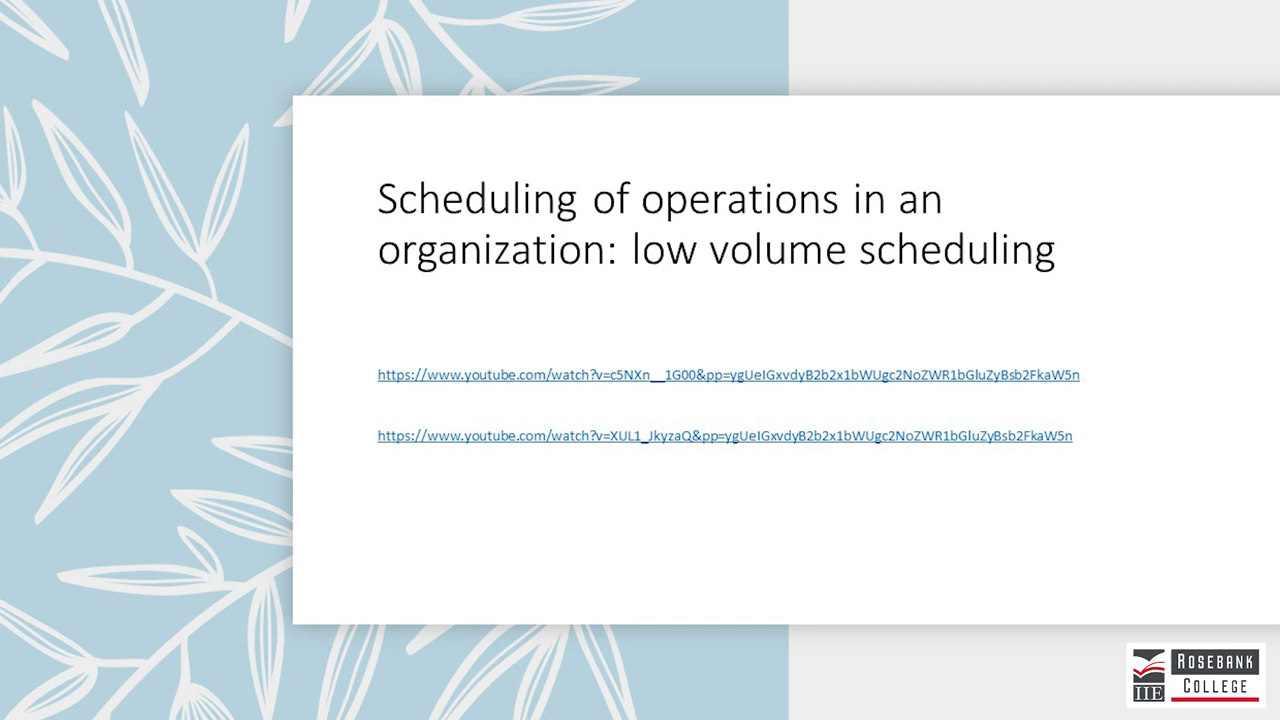 Scheduling of operations in an
organization: low volume scheduling
https://www.youtube.com/watch?v=c5NXn__1G00&pp=ygUeIGxvdyB2b2x1bWUgc2NoZWR1bGluZyBsb2FkaW5n
https://www.youtube.com/watch?v=XUL1_JkyzaQ&pp=ygUeIGxvdyB2b2x1bWUgc2NoZWR1bGluZyBsb2FkaW5n
IIE
ROSEBANK
COLLEGE